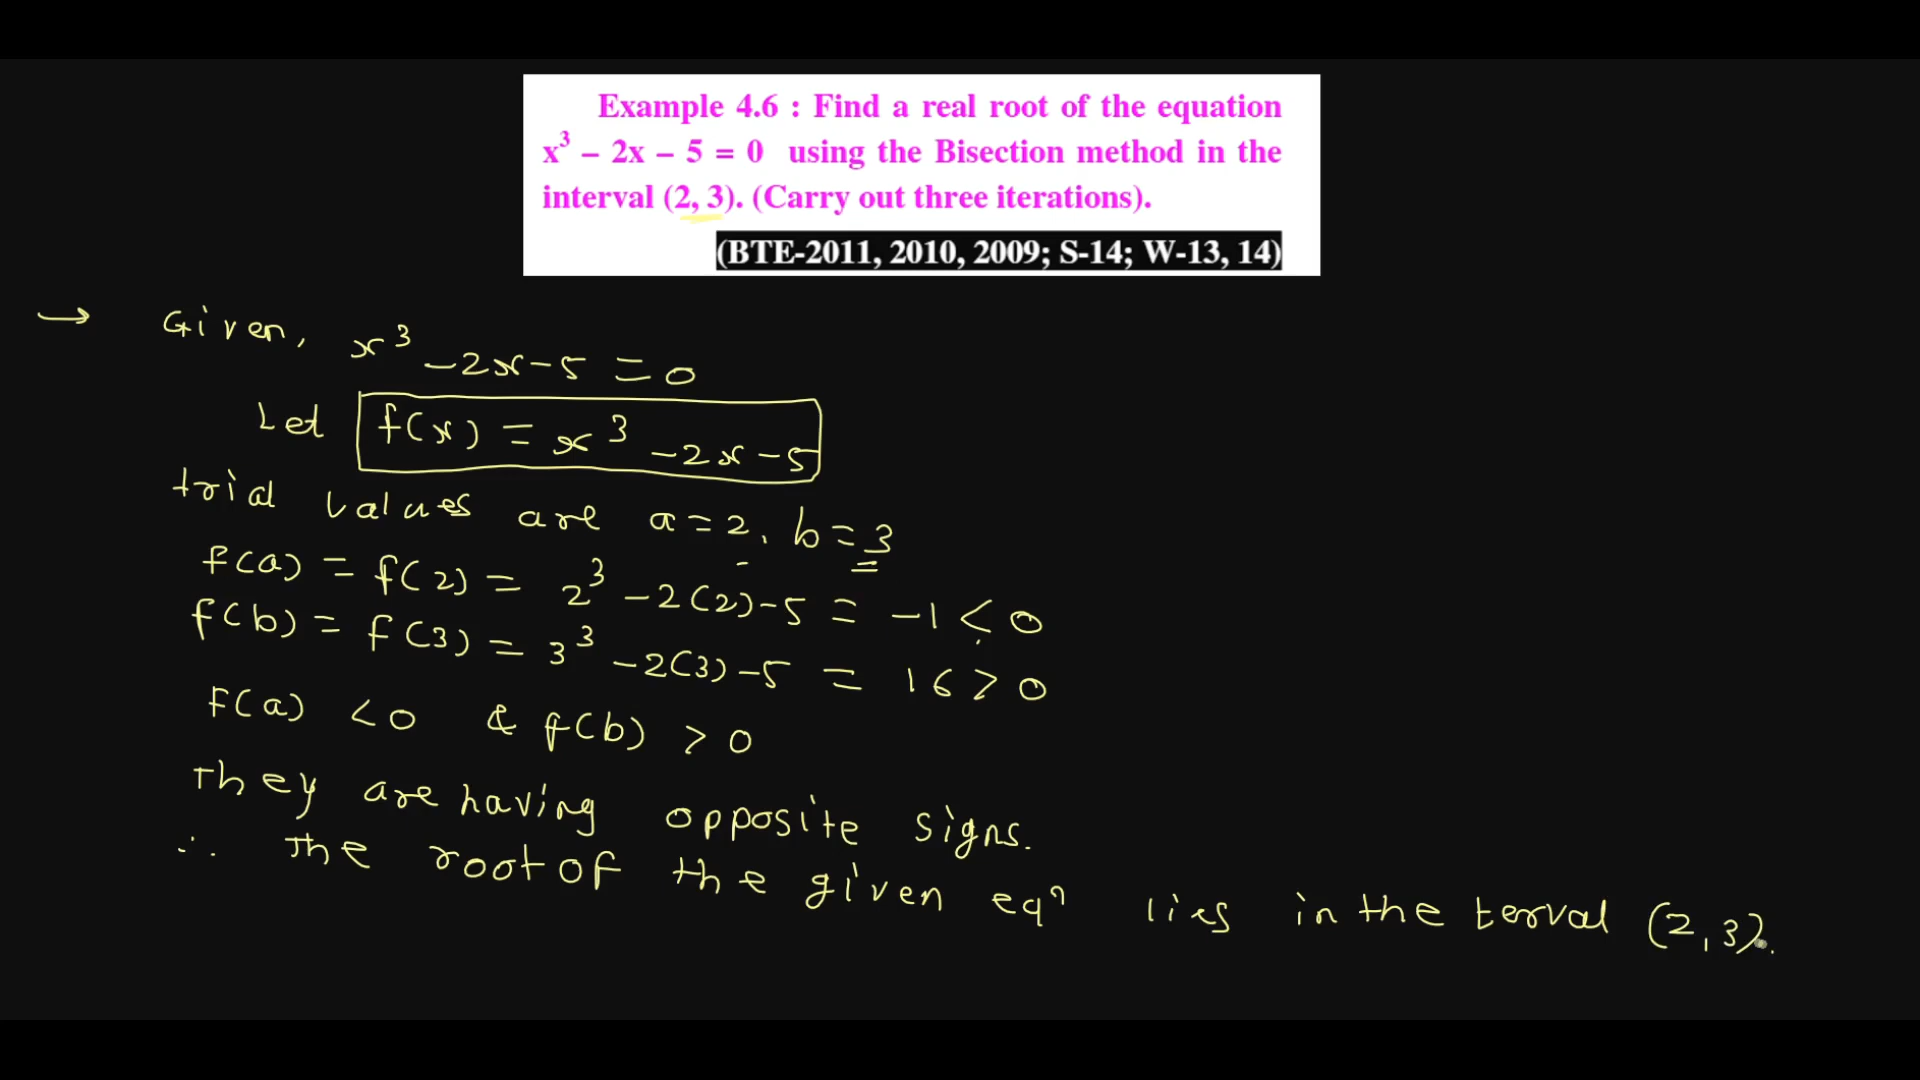 Example 4.6 : Find a real root of the equation
x³ – 2x – 5 = 0 using the Bisection method in the
interval (2, 3). (Carry out three iterations).
(BTE-2011, 2010, 2009; S-14; W-13, 14)
→ Given, x³ -2x-5 = 0
Let f(x) = x³ -2x-5
trial values are a=2, b=3
f(a) = f(2) = 2³ -2(2)-5 = -1 < 0
f(b) = f(3) = 3³ -2(3)-5 = 16 > 0
f(a) <0 & f(b) > 0
They are having opposite signs.
∴ The root of the given eqⁿ lies in the terval (2,3).